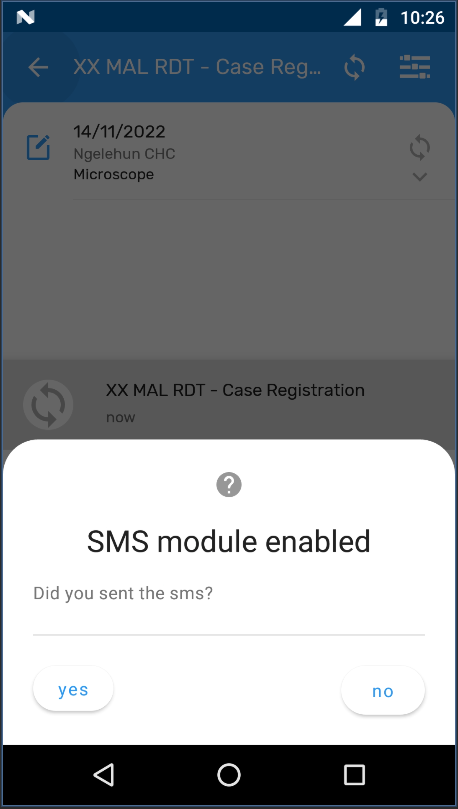 10:26
XX MAL RDT - Case Reg...
14/11/2022
Ngelehun CHC
Microscope
XX MAL RDT - Case Registration
now
SMS module enabled
Did you sent the sms?
yes
no